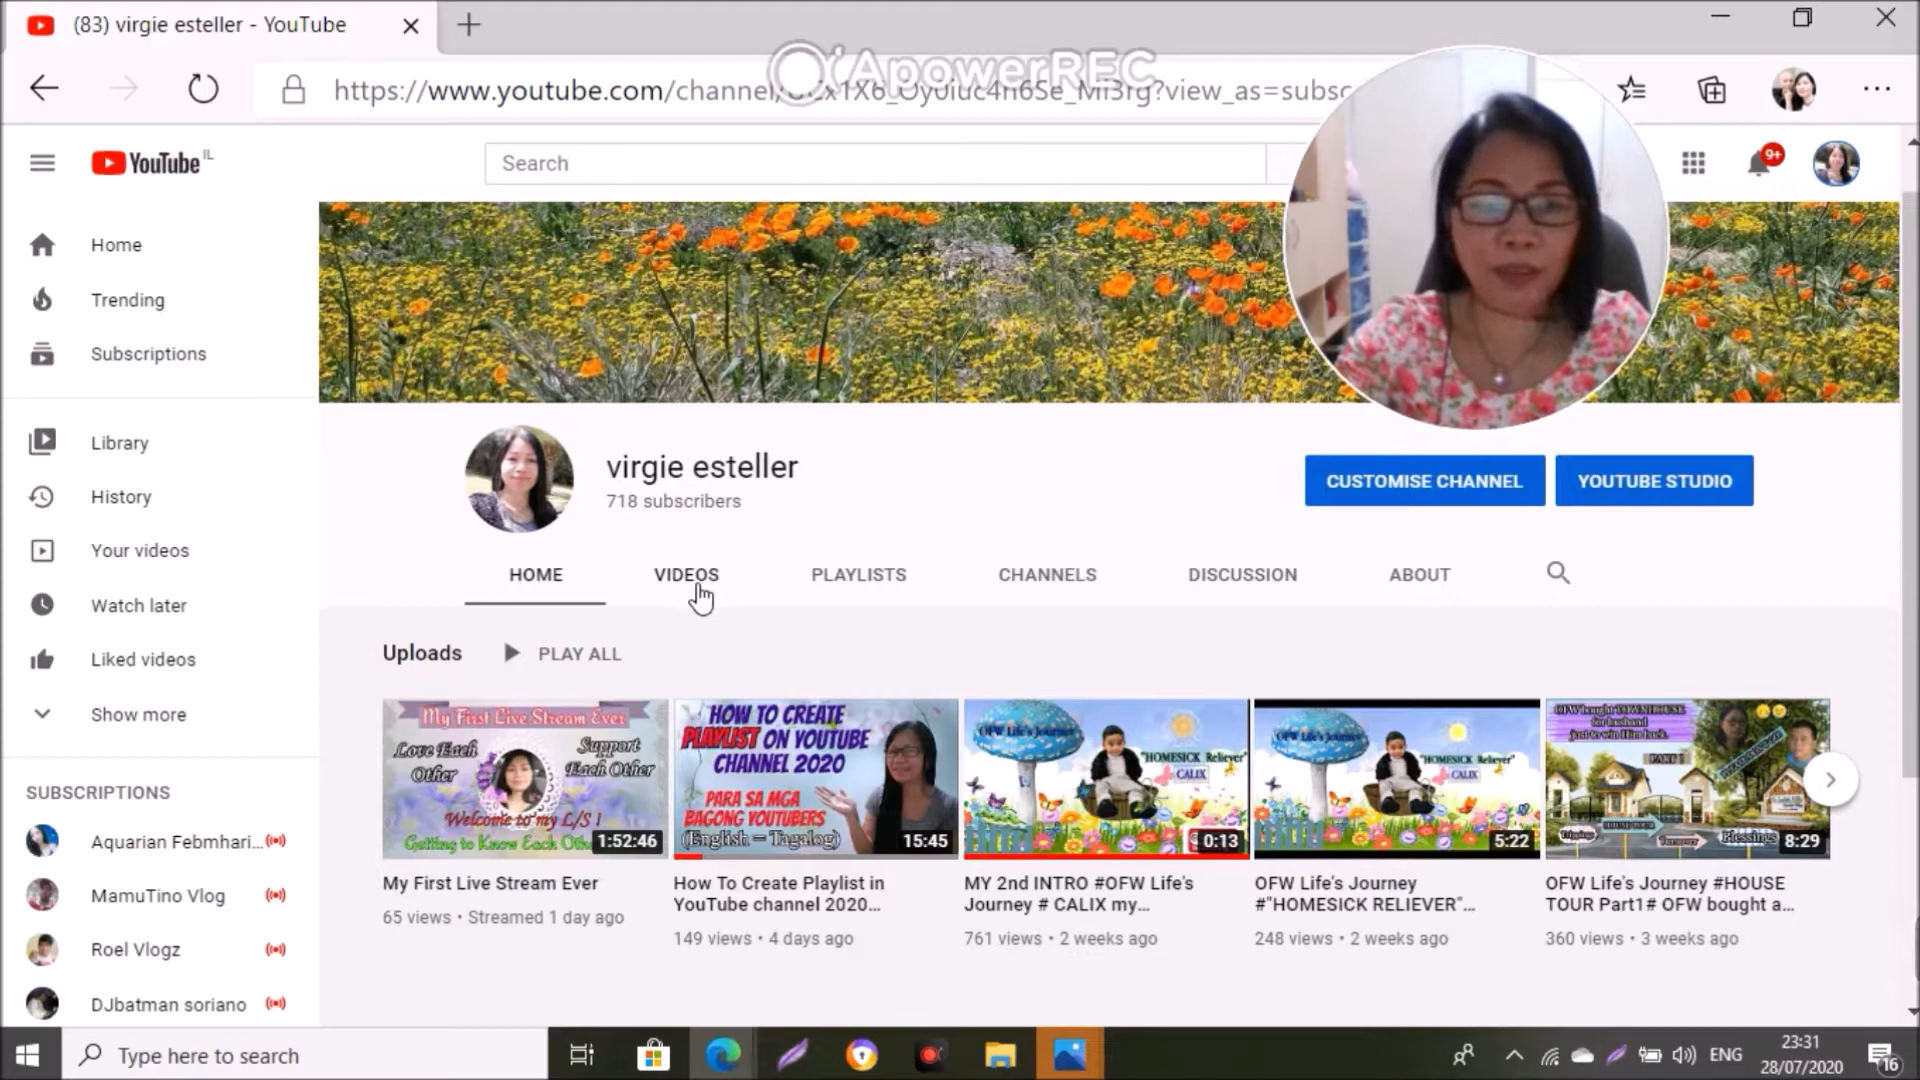 (83) virgie esteller - YouTube
ApowerREC
https://www.youtube.com/channel/
?view_as=subsc
YouTube IL
Search
9+
Home
Trending
Subscriptions
Library
History
Your videos
Watch later
Liked videos
Show more
SUBSCRIPTIONS
Aquarian Febmhari...
MamuTino Vlog
Roel Vlogz
DJbatman soriano
virgie esteller
718 subscribers
CUSTOMISE CHANNEL
YOUTUBE STUDIO
HOME
VIDEOS
PLAYLISTS
CHANNELS
DISCUSSION
ABOUT
Uploads
PLAY ALL
My First Live Stream Ever
Love Each Other
Support Each Other
Welcome to my L/S !
Getting to Know Each
1:52:46
My First Live Stream Ever
65 views • Streamed 1 day ago
HOW TO CREATE
PLAYLIST ON YOUTUBE
CHANNEL 2020
PARA SA MGA
BAGONG YOUTUBERS
(English = Tagalog)
15:45
How To Create Playlist in
YouTube channel 2020...
149 views • 4 days ago
OFW Life's Journey
"HOMESICK Reliever"
CALIX
0:13
MY 2nd INTRO #OFW Life's
Journey # CALIX my...
761 views • 2 weeks ago
OFW Life's Journey
"HOMESICK Reliever"
CALIX
5:22
OFW Life's Journey
#"HOMESICK RELIEVER"...
248 views • 2 weeks ago
OFW bought TOWNHOUSE
for husband
just to win Him back.
PART 1
Blessings
8:29
OFW Life's Journey #HOUSE
TOUR Part1# OFW bought a...
360 views • 3 weeks ago
Type here to search
ENG
23:31
28/07/2020
16